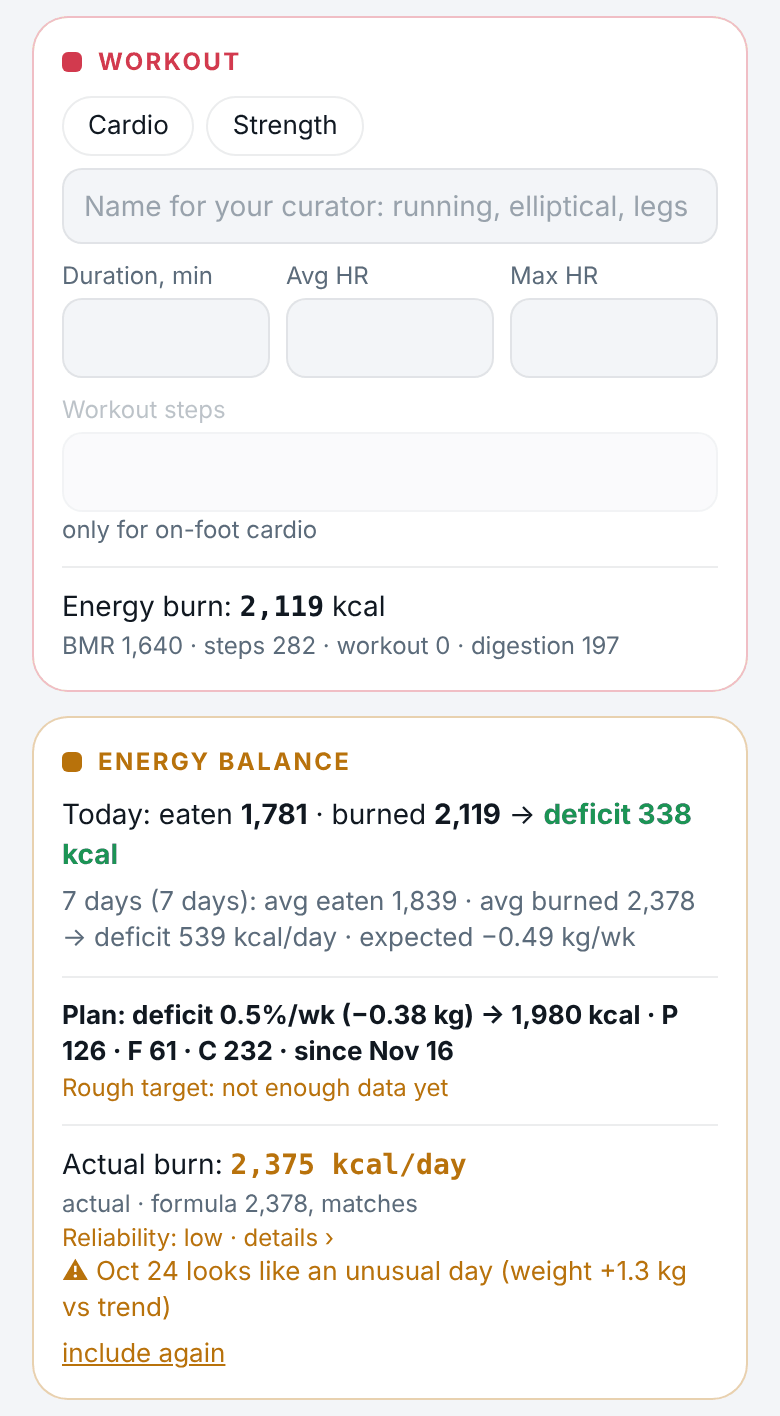 WORKOUT
Cardio Strength
Name for your curator: running, elliptical, legs
Duration, min Avg HR Max HR
Workout steps
only for on-foot cardio
Energy burn: 2,119 kcal
BMR 1,640 · steps 282 · workout 0 · digestion 197
ENERGY BALANCE
Today: eaten 1,781 · burned 2,119 → deficit 338
kcal
7 days (7 days): avg eaten 1,839 · avg burned 2,378
→ deficit 539 kcal/day · expected −0.49 kg/wk
Plan: deficit 0.5%/wk (−0.38 kg) → 1,980 kcal · P
126 · F 61 · C 232 · since Nov 16
Rough target: not enough data yet
Actual burn: 2,375 kcal/day
actual · formula 2,378, matches
Reliability: low · details ›
⚠ Oct 24 looks like an unusual day (weight +1.3 kg
vs trend)
include again